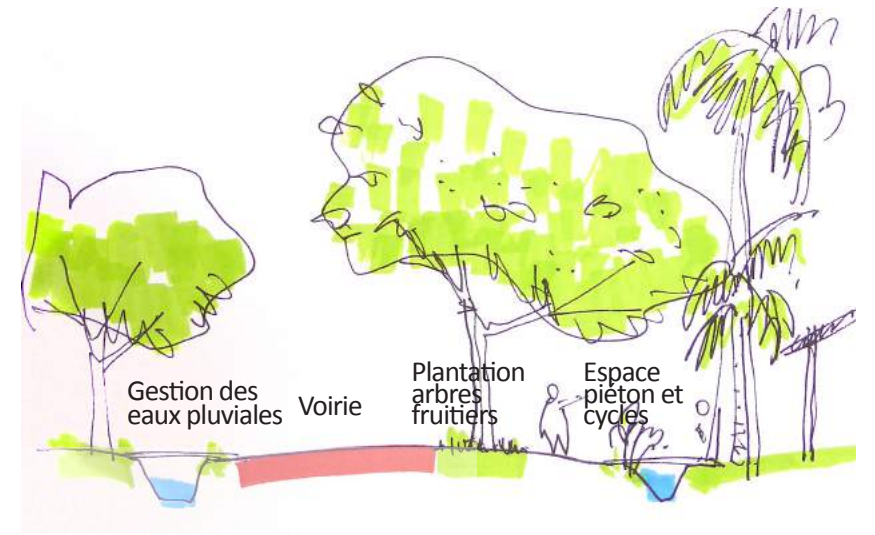 Gestion des
eaux pluviales
Voirie
Plantation
arbres
fruitiers
Espace
piéton et
cycles